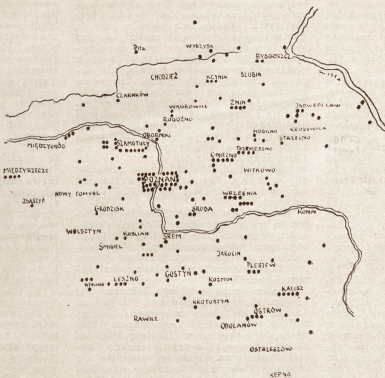 PIŁA
WYRZYSK
BYDGOSZCZ
CHODZIEŻ
KCYNIA
SZUBIN
WISŁA
CZARNKÓW
WĄGROWIEC
ŻNIN
INOWROCŁAW
ROGOŹNO
KRUSZWICA
OBORNIKI
MOGILNO
STRZELNO
MIĘDZYCHÓD
SZAMOTUŁY
TRZEMESZNO
GNIEZNO
MIĘDZYRZECZE
POZNAŃ
WITKOWO
NOWY TOMYŚL
WRZEŚNIA
ZBĄSZYŃ
GRODZISK
ŚRODA
KONIN
WOLSZTYN
KOŚCIAN
ŚREM
ŚMIGIEL
JAROCIN
PLESZEW
GOSTYŃ
LESZNO
KOŹMIN
KALISZ
KROTOSZYN
RAWICZ
OSTRÓW
ODOLANÓW
OSTRZESZÓW
KĘPNO